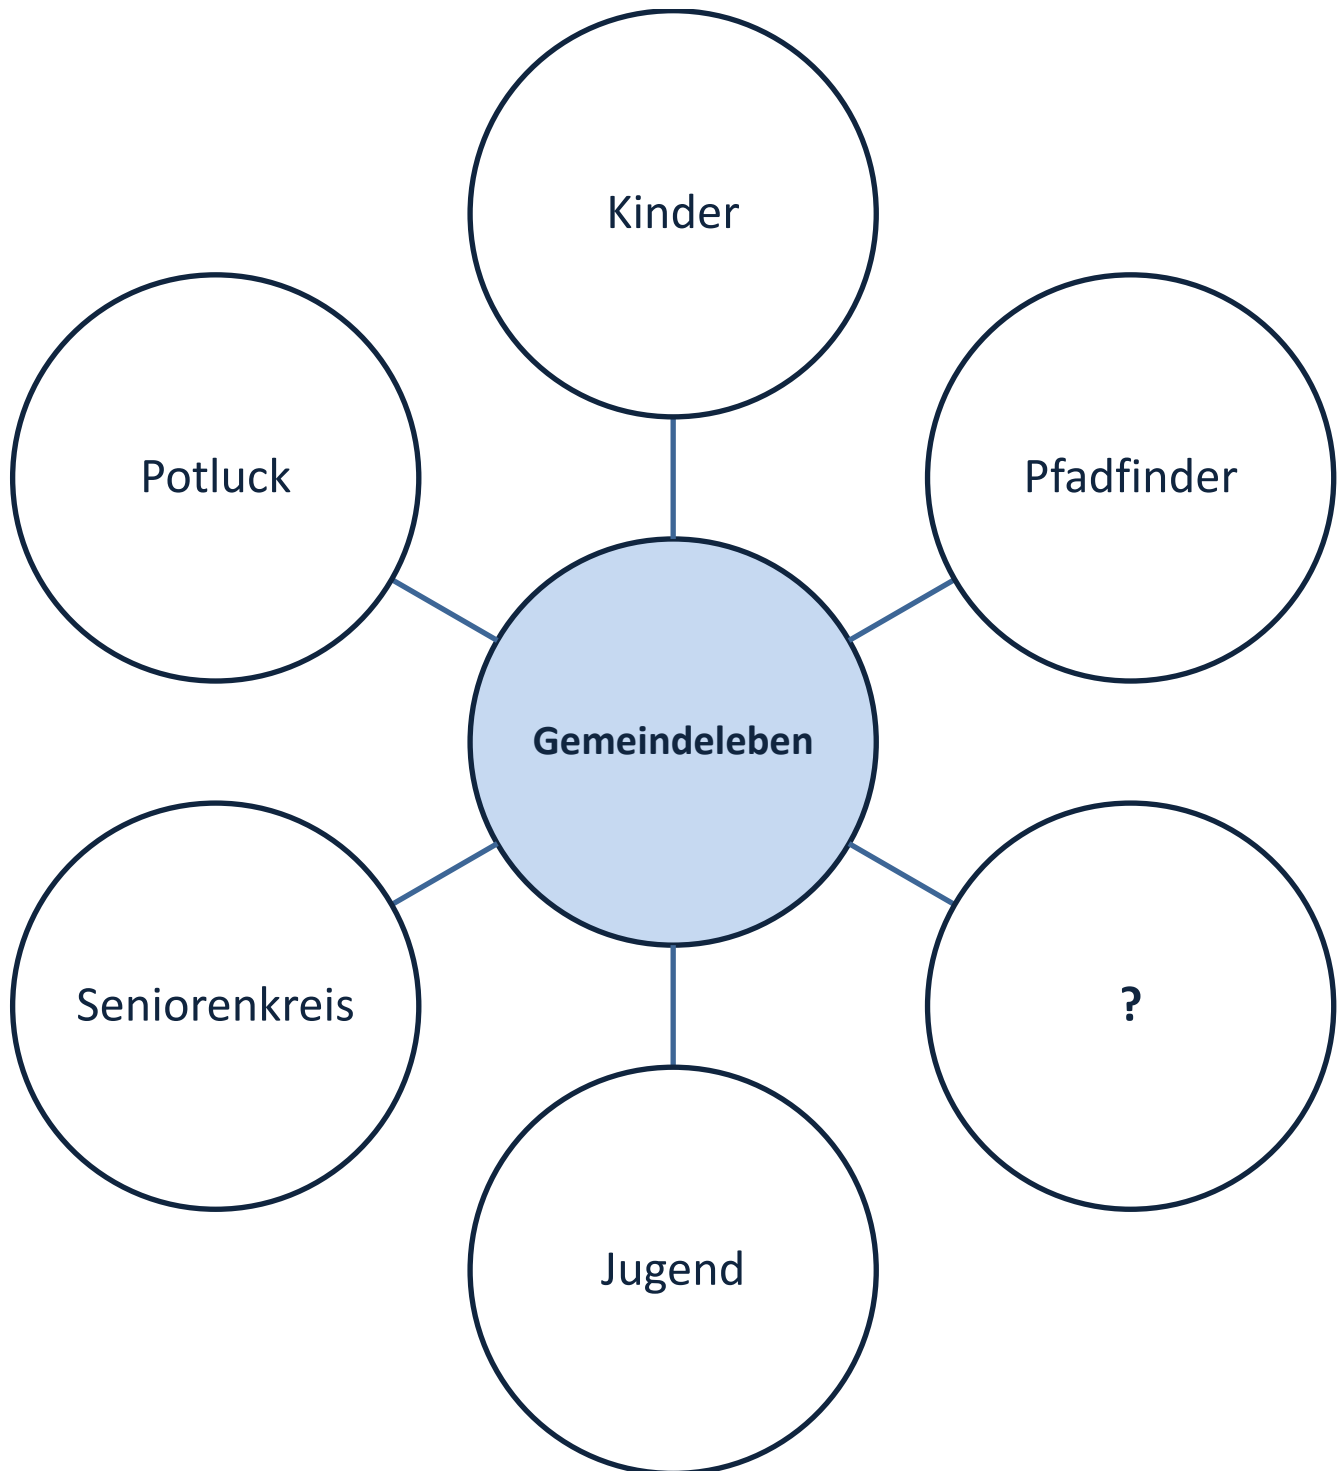 Kinder
Potluck
Pfadfinder
Gemeindeleben
Seniorenkreis
?
Jugend